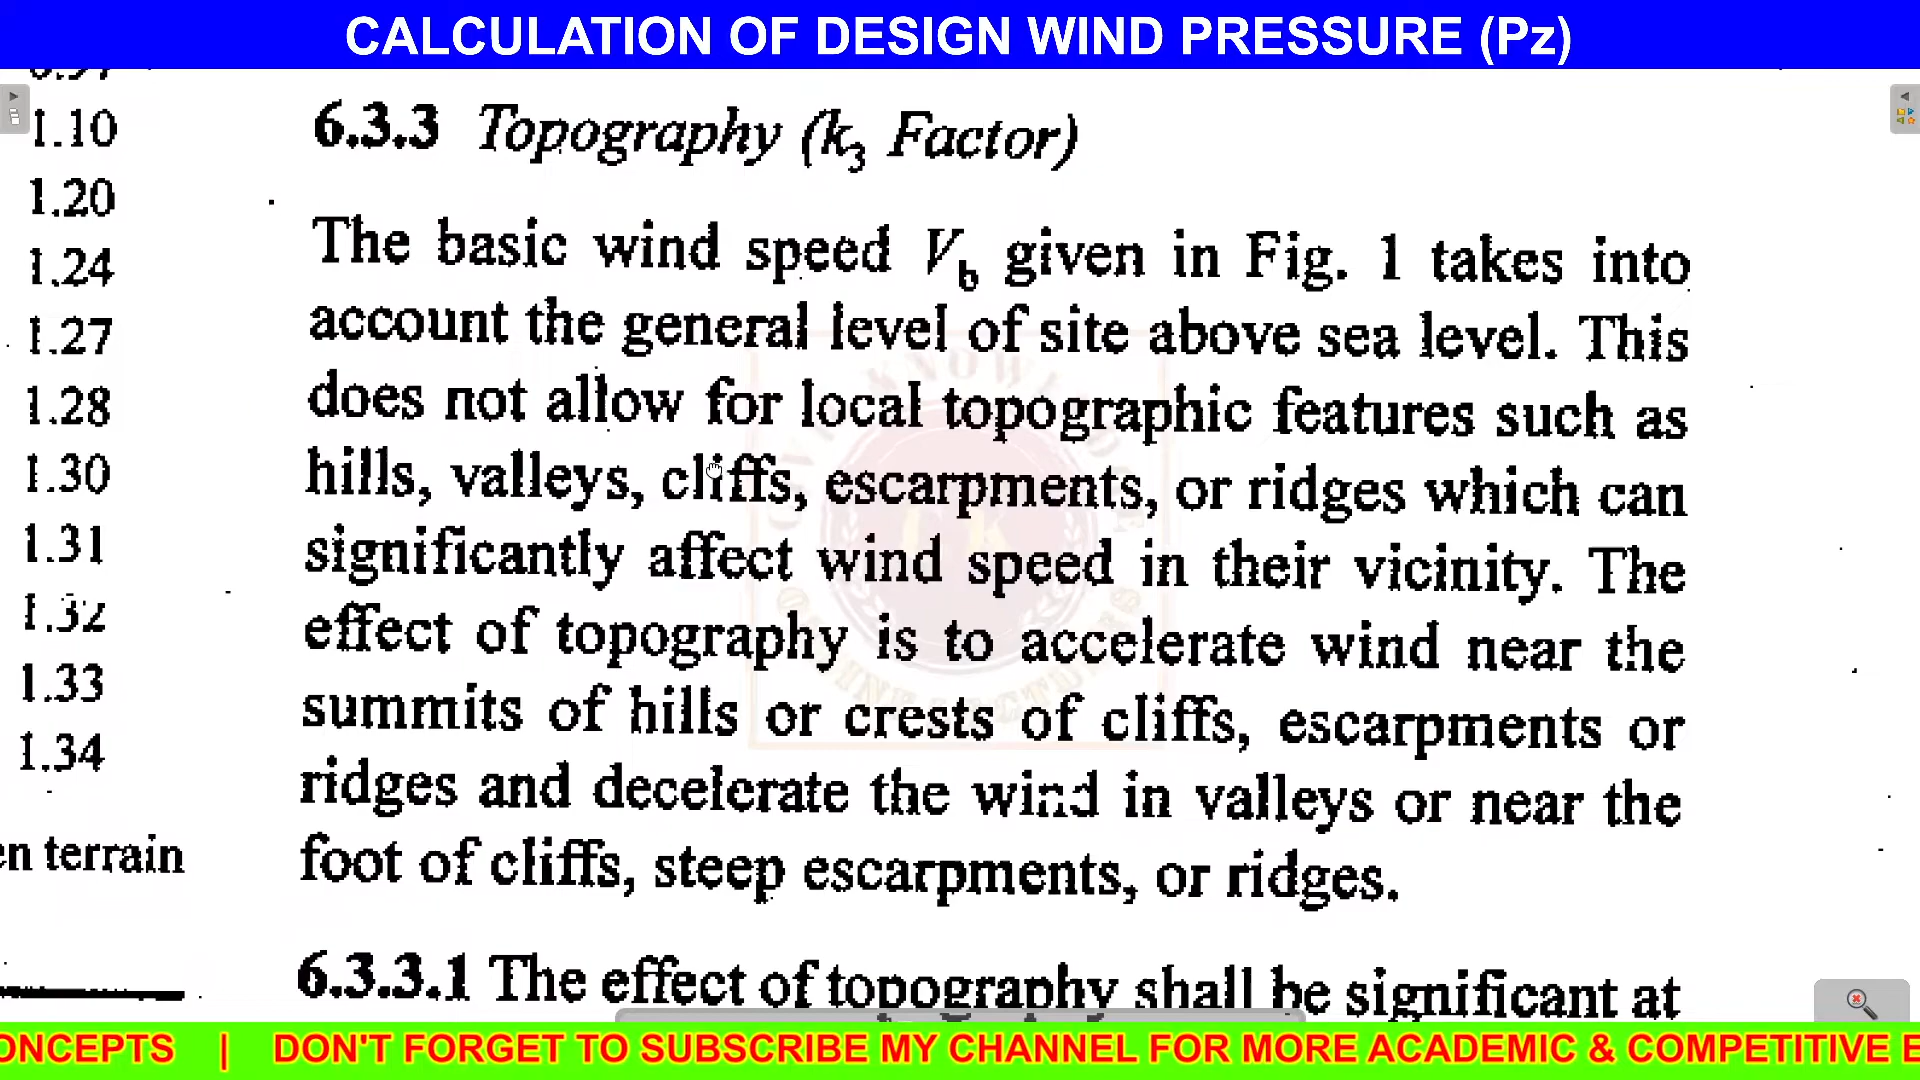 CALCULATION OF DESIGN WIND PRESSURE (Pz)
1.10
1.20
1.24
1.27
1.28
1.30
1.31
1.32
1.33
1.34
en terrain
6.3.3 Topography (k3 Factor)
The basic wind speed Vb given in Fig. 1 takes into
account the general level of site above sea level. This
does not allow for local topographic features such as
hills, valleys, cliffs, escarpments, or ridges which can
significantly affect wind speed in their vicinity. The
effect of topography is to accelerate wind near the
summits of hills or crests of cliffs, escarpments or
ridges and decelerate the wind in valleys or near the
foot of cliffs, steep escarpments, or ridges.
6.3.3.1 The effect of topography shall be significant at
ONCEPTS | DON'T FORGET TO SUBSCRIBE MY CHANNEL FOR MORE ACADEMIC & COMPETITIVE E